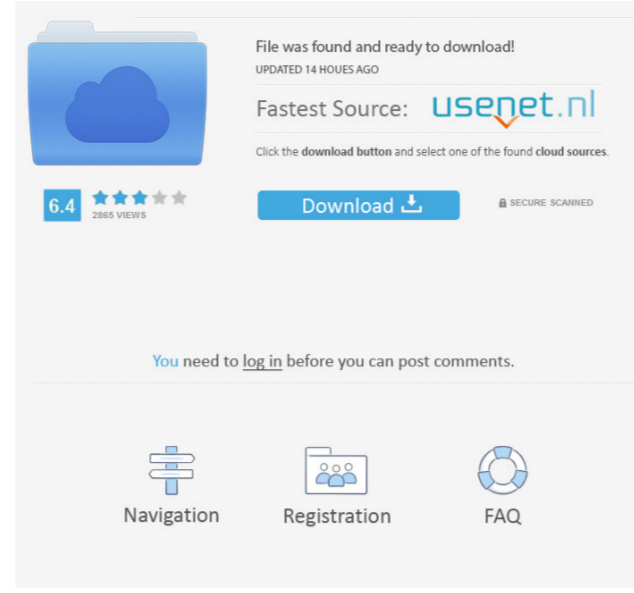 File was found and ready to download!
UPDATED 14 HOUES AGO
Fastest Source: usenet.nl
Click the download button and select one of the found cloud sources.
6.4
2865 VIEWS
Download
SECURE SCANNED
You need to log in before you can post comments.
Navigation
Registration
FAQ